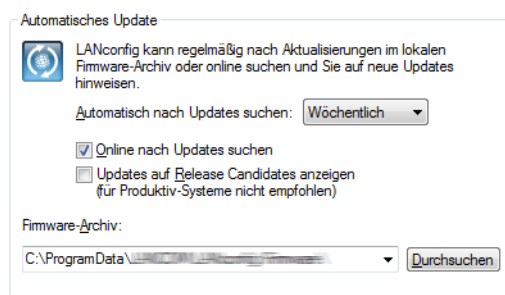 Automatisches Update
LANconfig kann regelmäßig nach Aktualisierungen im lokalen
Firmware-Archiv oder online suchen und Sie auf neue Updates
hinweisen.
Automatisch nach Updates suchen: Wöchentlich
Online nach Updates suchen
Updates auf Release Candidates anzeigen
(für Produktiv-Systeme nicht empfohlen)
Firmware-Archiv:
C:\ProgramData\ Durchsuchen